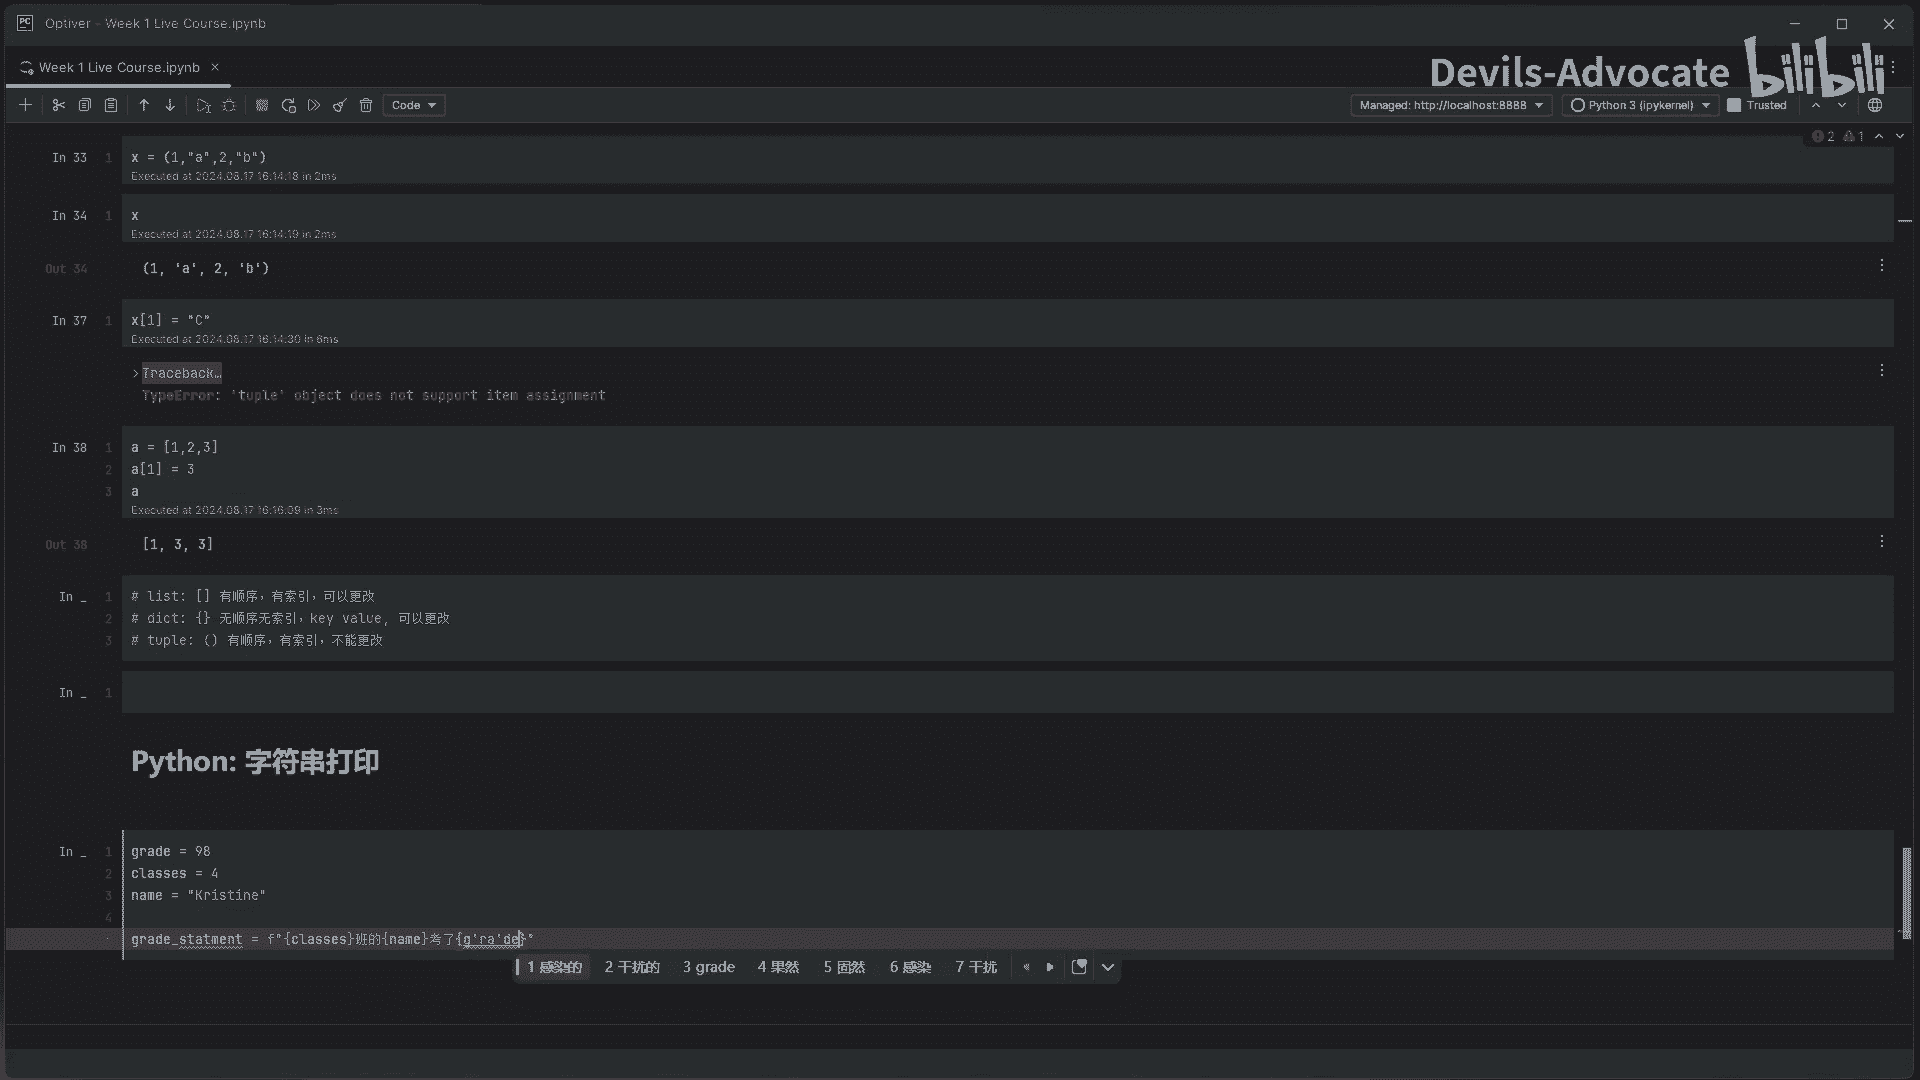 PC Optiver – Week 1 Live Course.ipynb
Week 1 Live Course.ipynb
Devils-Advocate bilibili
Code
Managed: http://localhost:8888
Python 3 (ipykernel)
Trusted
2 1
In 33 1 x = (1,"a",2,"b")
Executed at 2024.08.17 16:14:18 in 2ms
In 34 1 x
Executed at 2024.08.17 16:14:19 in 2ms
Out 34 (1, 'a', 2, 'b')
In 37 1 x[1] = "C"
Executed at 2024.08.17 16:14:30 in 6ms
> Traceback…
TypeError: 'tuple' object does not support item assignment
In 38 1 a = [1,2,3]
2 a[1] = 3
3 a
Executed at 2024.08.17 16:16:09 in 3ms
Out 38 [1, 3, 3]
In _ 1 # list: [] 有顺序，有索引，可以更改
2 # dict: {} 无顺序无索引，key value, 可以更改
3 # tuple: () 有顺序，有索引，不能更改
In _ 1
Python: 字符串打印
In _ 1 grade = 98
2 classes = 4
3 name = "Kristine"
4
grade_statment = f"{classes}班的{name}考了{g'ra'de}"
1 感染的 2 干扰的 3 grade 4 果然 5 固然 6 感染 7 干扰